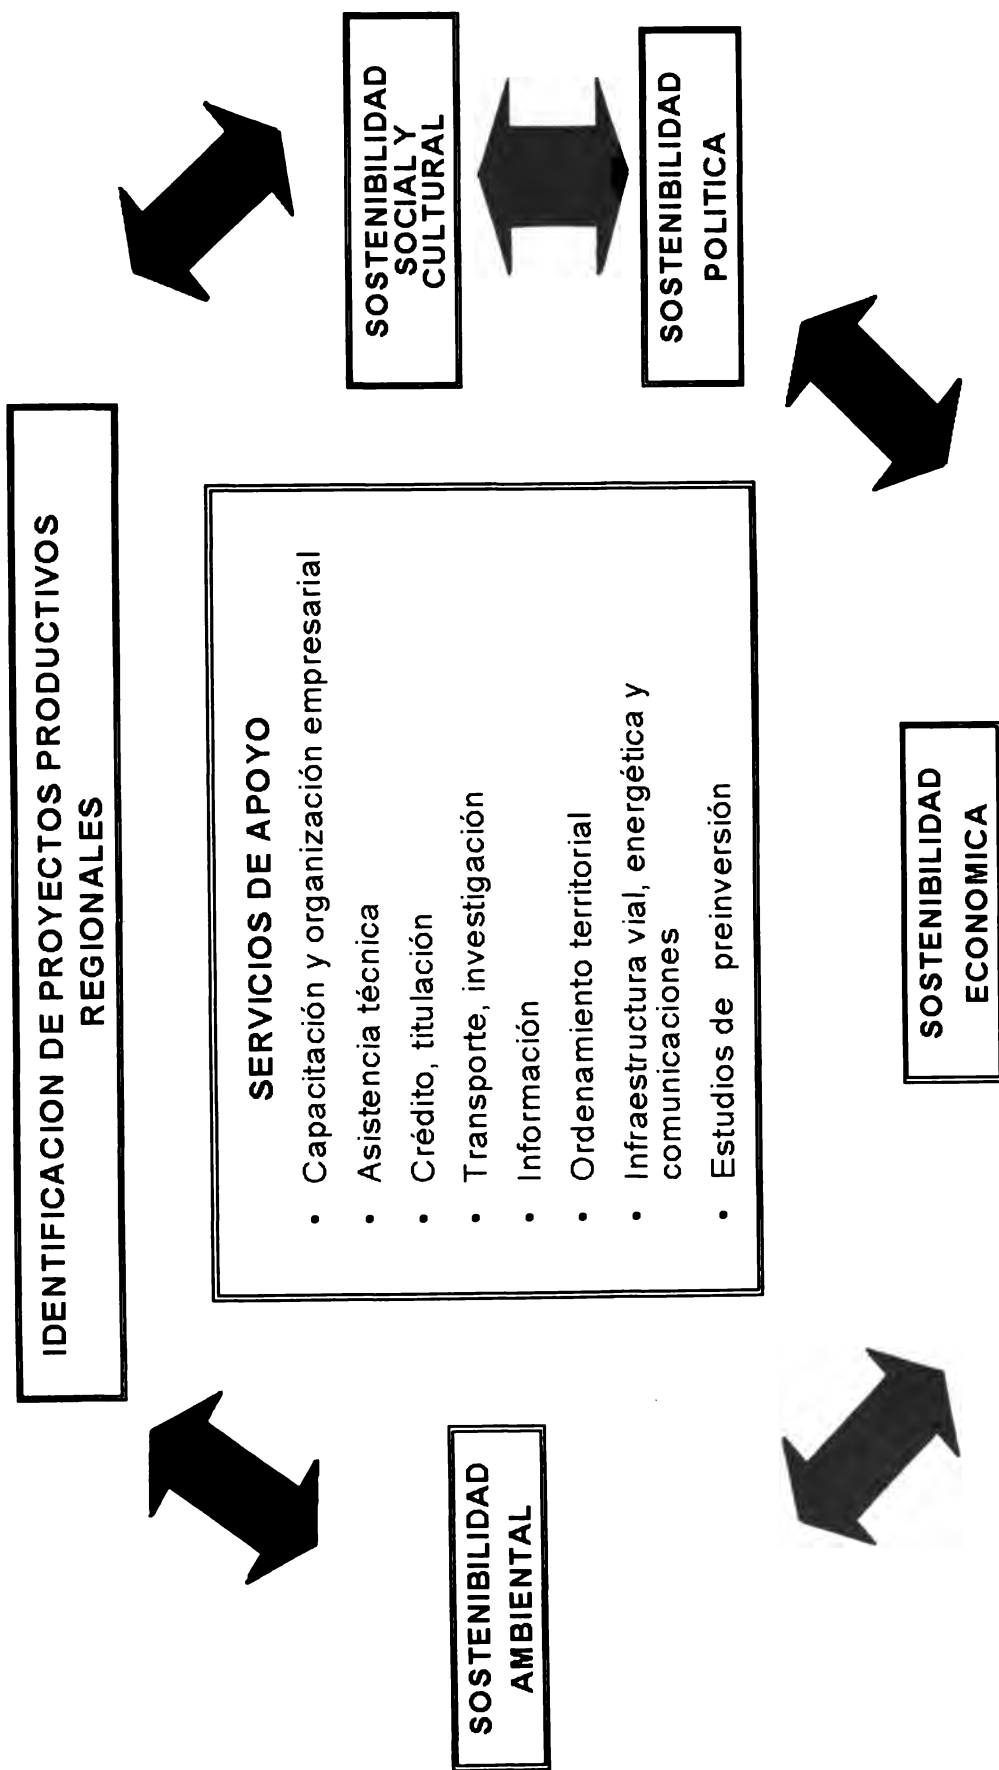 IDENTIFICACION DE PROYECTOS PRODUCTIVOS
REGIONALES
SOSTENIBILIDAD
SOCIAL Y
CULTURAL
SOSTENIBILIDAD
POLITICA
SERVICIOS DE APOYO
• Capacitación y organización empresarial
• Asistencia técnica
• Crédito, titulación
• Transporte, investigación
• Información
• Ordenamiento territorial
• Infraestructura vial, energética y
comunicaciones
• Estudios de preinversión
SOSTENIBILIDAD
AMBIENTAL
SOSTENIBILIDAD
ECONOMICA